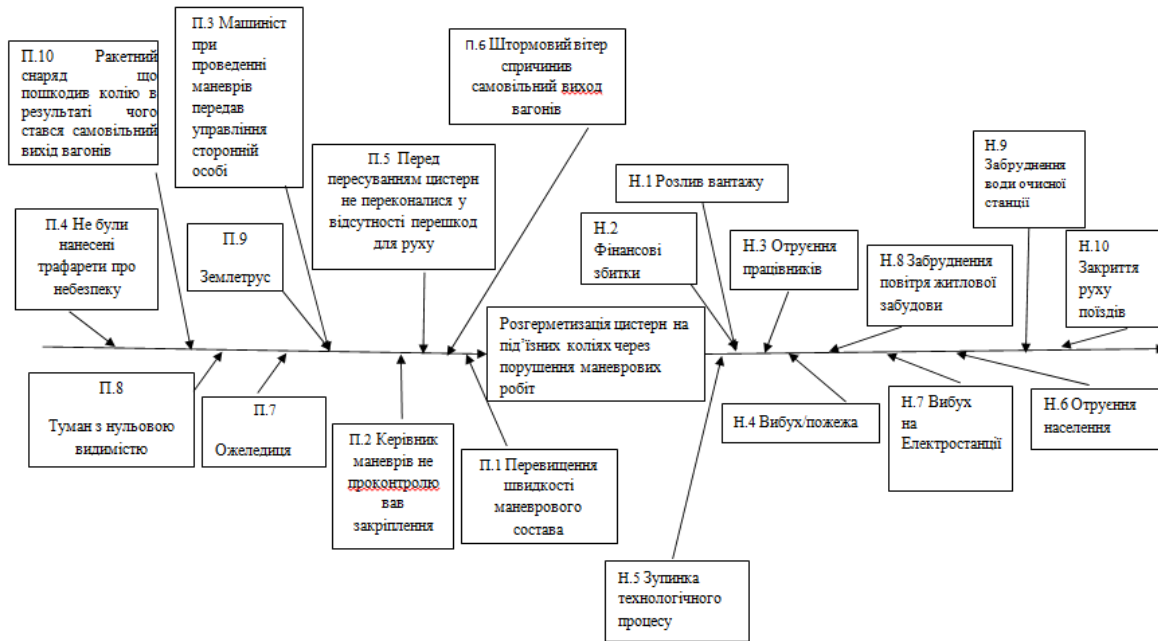 П.10 Ракетний
снаряд що
пошкодив колію в
результаті чого
стався самовільний
вихід вагонів
П.3 Машиніст
при
проведенні
маневрів
передав
управління
сторонній
особі
П.6 Штормовий вітер
спричинив
самовільний виход
вагонів
П.5 Перед
пересуванням цистерн
не переконалися у
відсутності перешкод
для руху
П.4 Не були
нанесені
трафарети про
небезпеку
П.9
Землетрус
Н.1 Розлив вантажу
Н.2
Фінансові
збитки
Н.3 Отруєння
працівників
Н.8 Забруднення
повітря житлової
забудови
Н.9
Забруднення
води очисної
станції
Н.10
Закриття
руху
поїздів
Розгерметизація цистерн на
під’їзних коліях через
порушення маневрових
робіт
П.8
Туман з нульовою
видимістю
П.7
Ожеледиця
П.2 Керівник
маневрів не
проконтролю
вав
закріплення
П.1 Перевищення
швидкості
маневрового
состава
Н.4 Вибух/пожежа
Н.7 Вибух
на
Електростанції
Н.6 Отруєння
населення
Н.5 Зупинка
технологічного
процесу